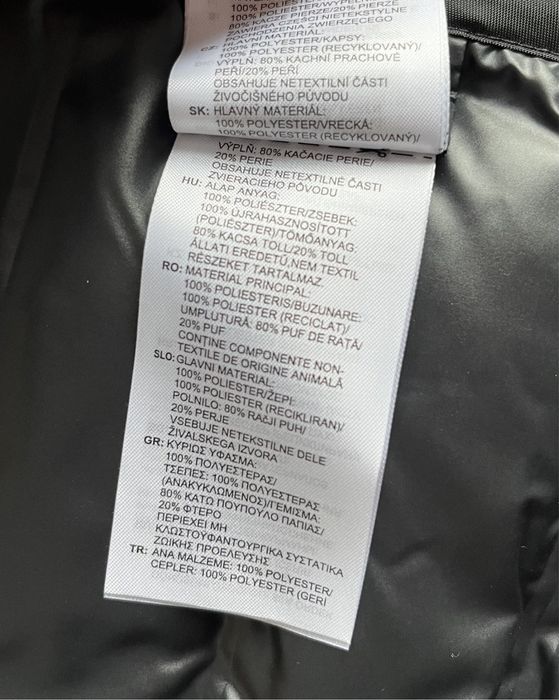 100% POLYESTER/WYPEŁ
80% KACZE PIERZE/20% PIERZE
ZAWIERA CZĘŚCI NIETEKSTYLNE
POCHODZENIA ZWIERZĘCEGO
CZ: HLAVNÍ MATERIÁL:
100% POLYESTER/KAPSY:
100% POLYESTER (RECYKLOVANÝ)/
VÝPLŇ: 80% KACHNÍ PRACHOVÉ
PEŘÍ/20% PEŘÍ
OBSAHUJE NETEXTILNÍ ČÁSTI
ŽIVOČIŠNÉHO PŮVODU
SK: HLAVNÝ MATERIÁL:
100% POLYESTER/VRECKÁ:
100% POLYESTER (RECYKLOVANÝ)/
VÝPLŇ: 80% KAČACIE PERIE/
20% PERIE
OBSAHUJE NETEXTILNÉ ČASTI
ZVIERACIEHO PÔVODU
HU: ALAP ANYAG:
100% POLIÉSZTER/ZSEBEK:
100% ÚJRAHASZNOSÍTOTT
(POLIÉSZTER)/TÖMŐANYAG:
80% KACSA TOLL/20% TOLL
ÁLLATI EREDETŰ,NEM TEXTIL
RÉSZEKET TARTALMAZ
RO: MATERIAL PRINCIPAL:
100% POLIESTERIS/BUZUNARE:
100% POLIESTER (RECICLAT)/
UMPLUTURĂ: 80% PUF DE RAȚĂ/
20% PUF
CONȚINE COMPONENTE NON-
TEXTILE DE ORIGINE ANIMALĂ
SLO: GLAVNI MATERIAL:
100% POLIESTER/ŽEPI:
100% POLIESTER (RECIKLIRAN)/
POLNILO: 80% RAČJI PUH/
20% PERJE
VSEBUJE NETEKSTILNE DELE
ŽIVALSKEGA IZVORA
GR: ΚΥΡΙΩΣ ΥΦΑΣΜΑ:
100% ΠΟΛΥΕΣΤΕΡΑΣ/
ΤΣΕΠΕΣ: 100% ΠΟΛΥΕΣΤΕΡΑΣ
(ΑΝΑΚΥΚΛΩΜΕΝΟΣ)/ΓΕΜΙΣΜΑ:
80% ΚΑΤΩ ΠΟΥΠΟΥΛΟ ΠΑΠΙΑΣ/
20% ΦΤΕΡΟ
ΠΕΡΙΕΧΕΙ ΜΗ
ΚΛΩΣΤΟΫΦΑΝΤΟΥΡΓΙΚΑ ΣΥΣΤΑΤΙΚΑ
ΖΩΙΚΗΣ ΠΡΟΕΛΕΥΣΗΣ
TR: ANA MALZEME: 100% POLYESTER/
CEPLER: 100% POLYESTER (GERİ